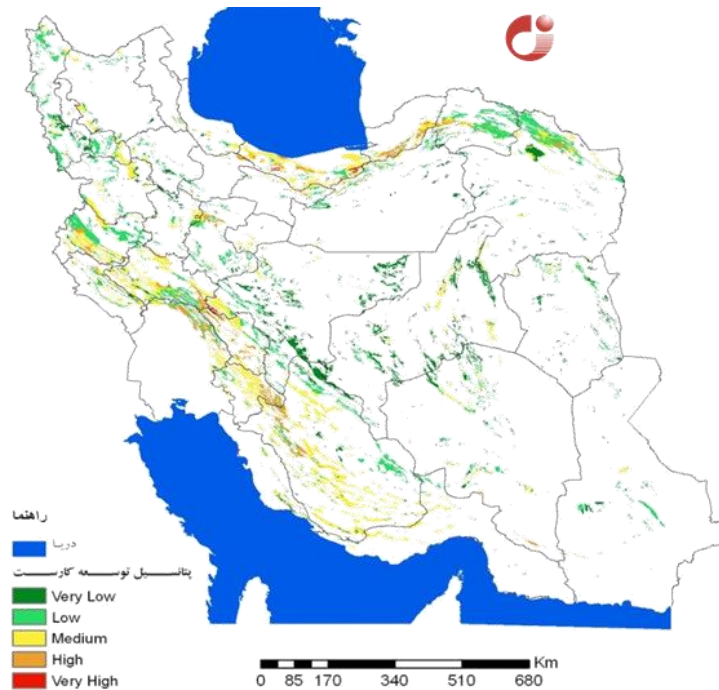 راهنما
دریا
پتانسیل توسعه کارست
Very Low
Low
Medium
High
Very High
Km
0 85 170 340 510 680